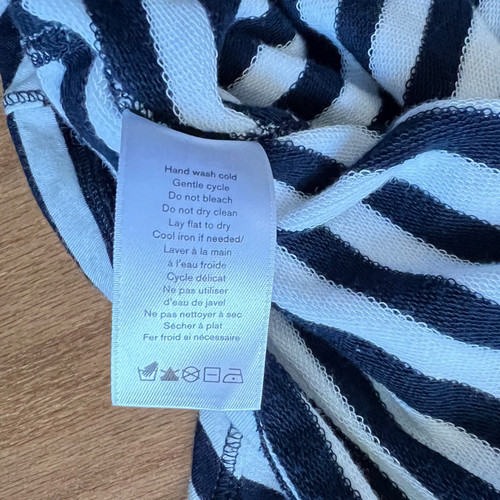 Hand wash cold
Gentle cycle
Do not bleach
Do not dry clean
Lay flat to dry
Cool iron if needed/
Laver à la main
à l'eau froide
Cycle délicat
Ne pas utiliser
d'eau de javel
Ne pas nettoyer à sec
Sécher à plat
Fer froid si nécessaire